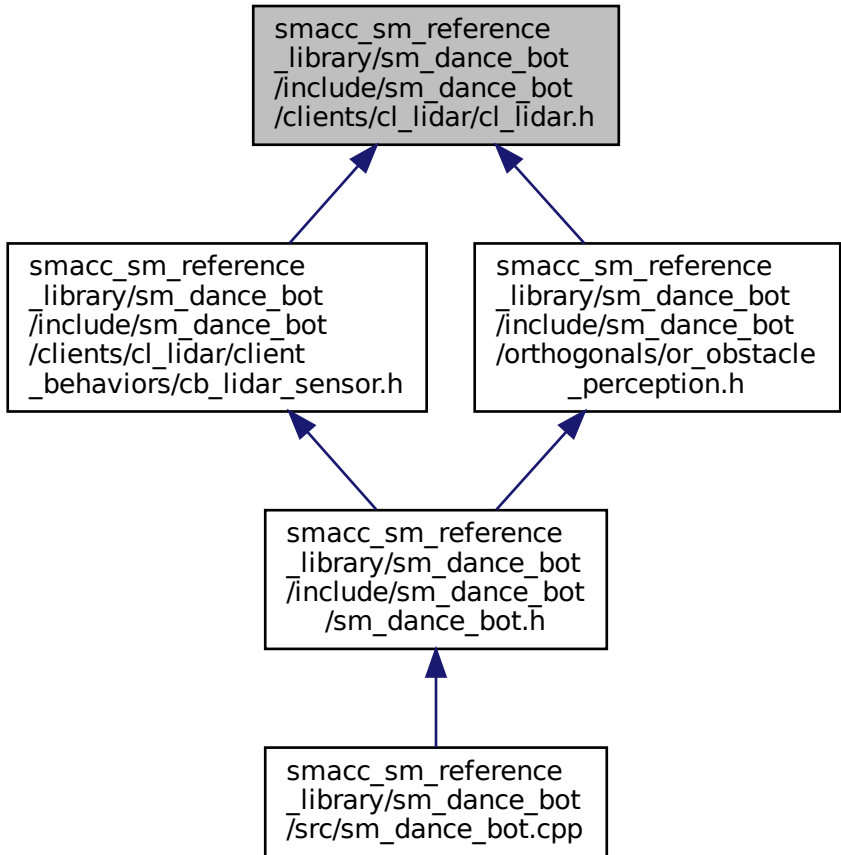 smacc_sm_reference
_library/sm_dance_bot
/include/sm_dance_bot
/clients/cl_lidar/cl_lidar.h
smacc_sm_reference
_library/sm_dance_bot
/include/sm_dance_bot
/clients/cl_lidar/client
_behaviors/cb_lidar_sensor.h
smacc_sm_reference
_library/sm_dance_bot
/include/sm_dance_bot
/orthogonals/or_obstacle
_perception.h
smacc_sm_reference
_library/sm_dance_bot
/include/sm_dance_bot
/sm_dance_bot.h
smacc_sm_reference
_library/sm_dance_bot
/src/sm_dance_bot.cpp